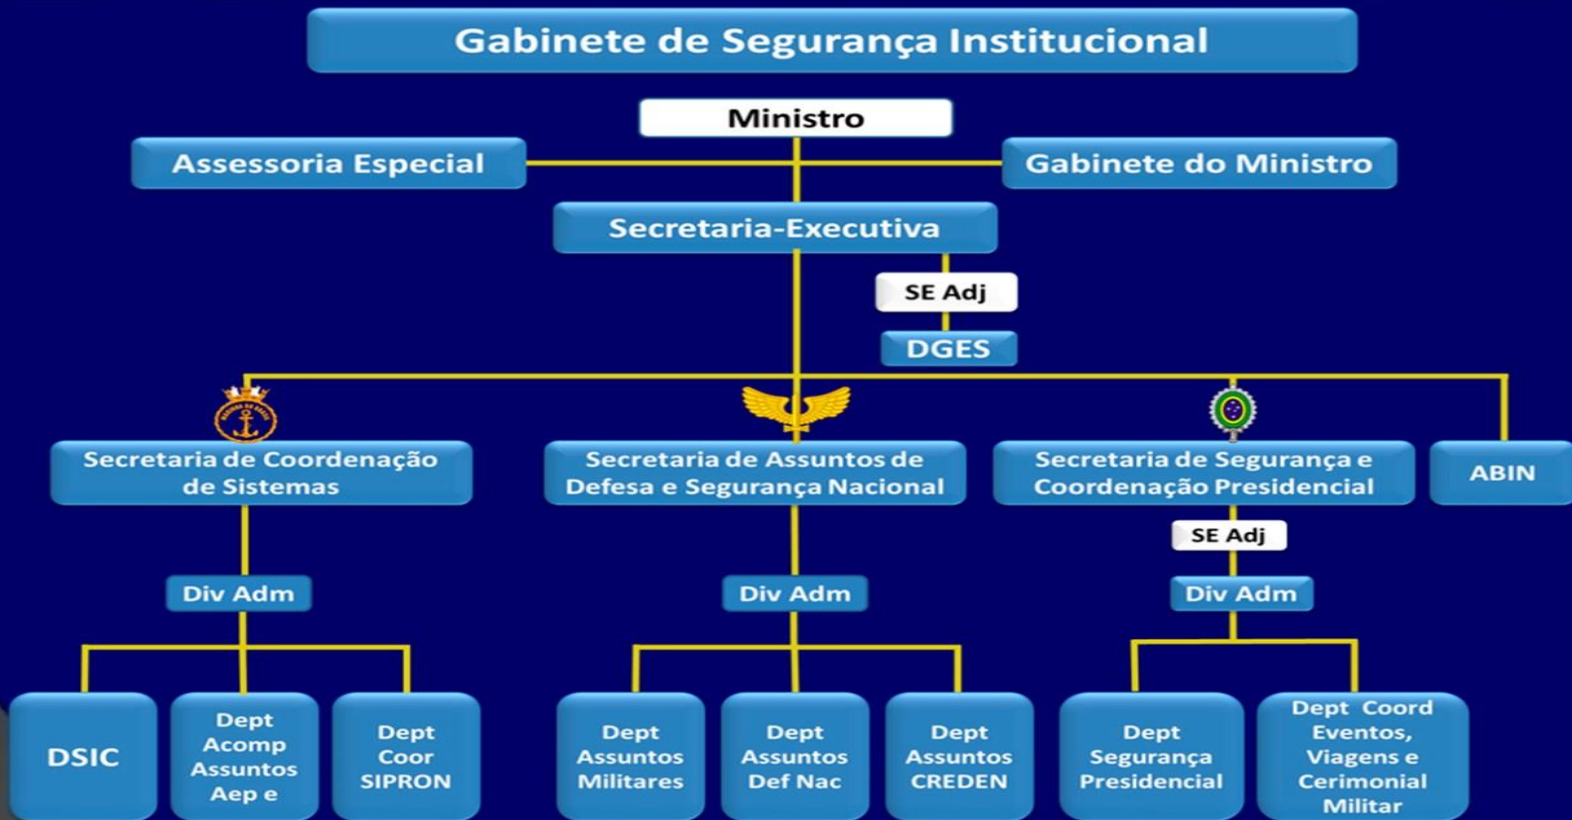 Gabinete de Segurança Institucional
Ministro
Assessoria Especial
Gabinete do Ministro
Secretaria-Executiva
SE Adj
DGES
Secretaria de Coordenação
de Sistemas
Secretaria de Assuntos de
Defesa e Segurança Nacional
Secretaria de Segurança e
Coordenação Presidencial
ABIN
SE Adj
Div Adm
Div Adm
Div Adm
DSIC
Dept
Acomp
Assuntos
Aep e
Dept
Coor
SIPRON
Dept
Assuntos
Militares
Dept
Assuntos
Def Nac
Dept
Assuntos
CREDEN
Dept
Segurança
Presidencial
Dept Coord
Eventos,
Viagens e
Cerimonial
Militar